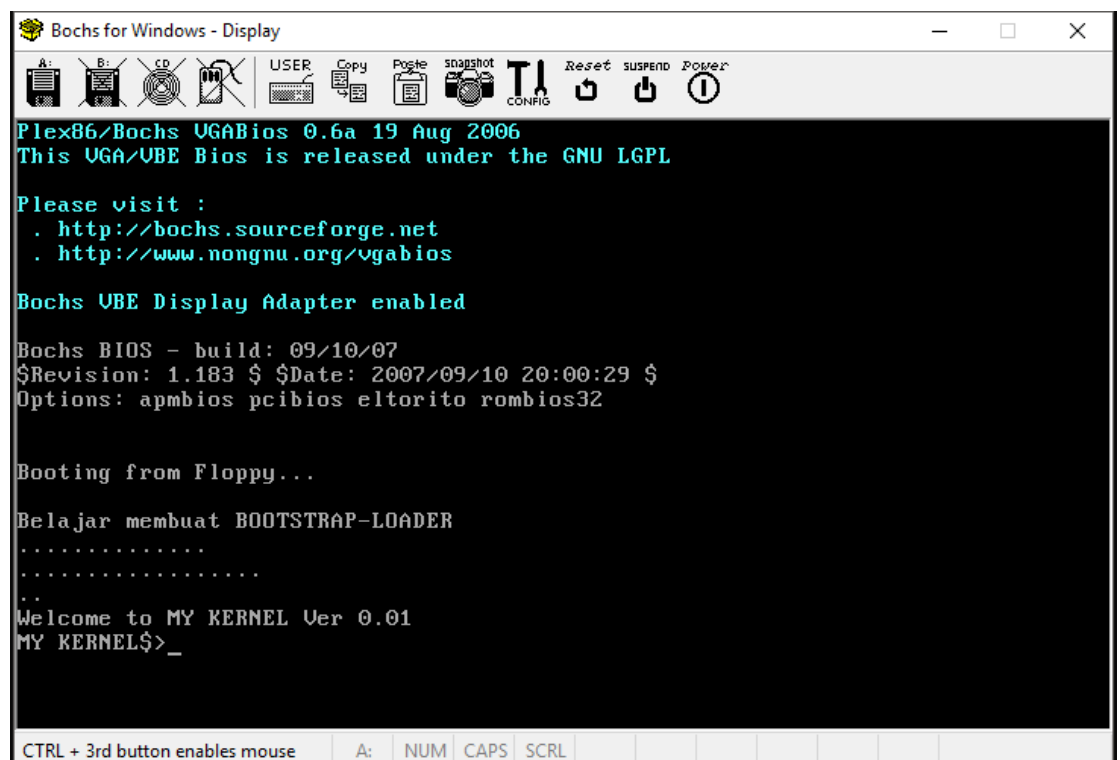 Bochs for Windows - Display
A: B: CD USER Copy Paste snapshot CONFIG Reset SUSPEND Power
Plex86/Bochs VGABios 0.6a 19 Aug 2006
This VGA/VBE Bios is released under the GNU LGPL
Please visit :
. http://bochs.sourceforge.net
. http://www.nongnu.org/vgabios
Bochs VBE Display Adapter enabled
Bochs BIOS - build: 09/10/07
$Revision: 1.183 $ $Date: 2007/09/10 20:00:29 $
Options: apmbios pcibios eltorito rombios32
Booting from Floppy...
Belajar membuat BOOTSTRAP-LOADER
..............
..................
..
Welcome to MY KERNEL Ver 0.01
MY KERNEL$>_
CTRL + 3rd button enables mouse A: NUM CAPS SCRL